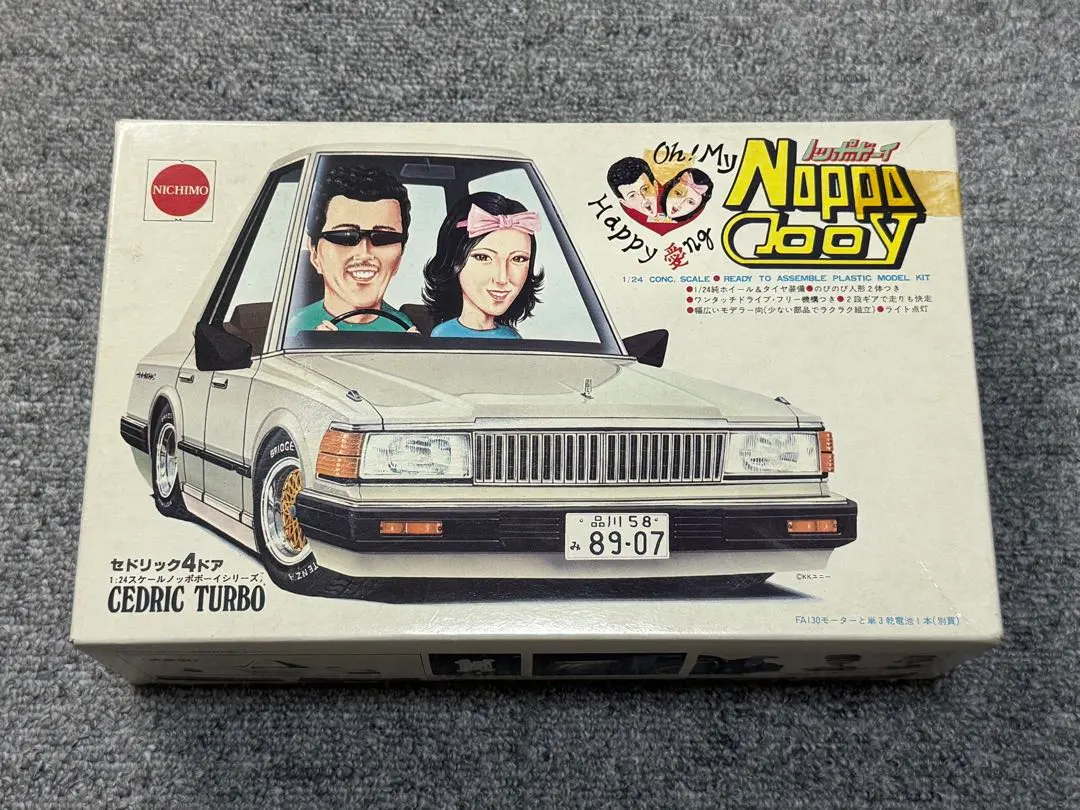 NICHIMO
Oh! My
Happy 愛ng
ノッポボーイ
Noppo
Booy
1/24 CONC. SCALE ● READY TO ASSEMBLE PLASTIC MODEL KIT
●1/24純ホイール&タイヤ装備●のびのび人形2体つき
●ワンタッチドライブ・フリー機構つき●2段ギアで走りも快走
●幅広いモデラー向(少ない部品でラクラク組立)●ライト点灯
BRIDGE
TENZA
品川58
み 89-07
セドリック4ドア
1:24スケールノッポボーイシリーズ
CEDRIC TURBO
©KKユニー
FA130モーターと単3乾電池1本(別買)